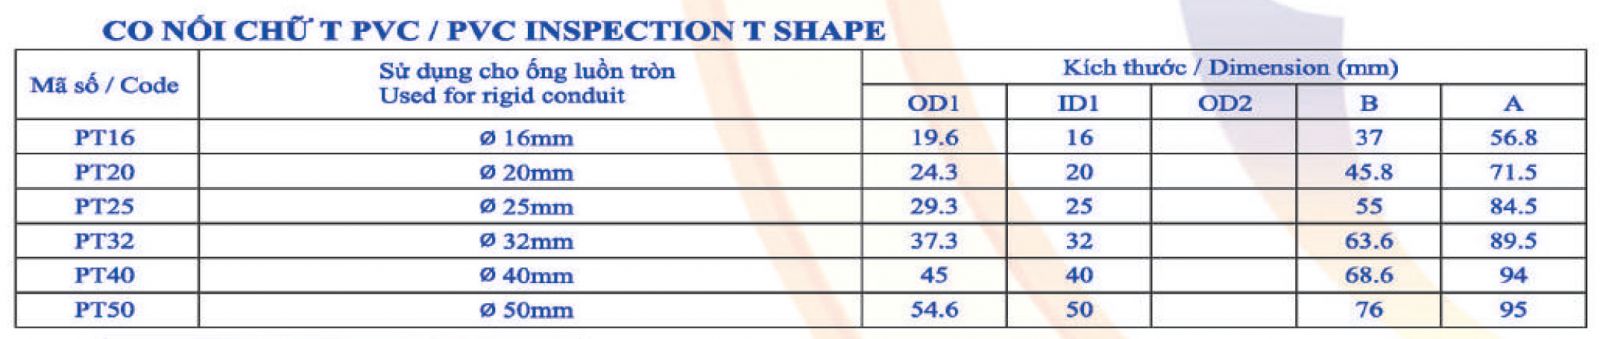 CO NỐI CHỮ T PVC / PVC INSPECTION T SHAPE
Mã số / Code Sử dụng cho ống luồn tròn Kích thước / Dimension (mm)
Used for rigid conduit
OD1 ID1 OD2 B A
PT16 Ø 16mm 19.6 16 37 56.8
PT20 Ø 20mm 24.3 20 45.8 71.5
PT25 Ø 25mm 29.3 25 55 84.5
PT32 Ø 32mm 37.3 32 63.6 89.5
PT40 Ø 40mm 45 40 68.6 94
PT50 Ø 50mm 54.6 50 76 95